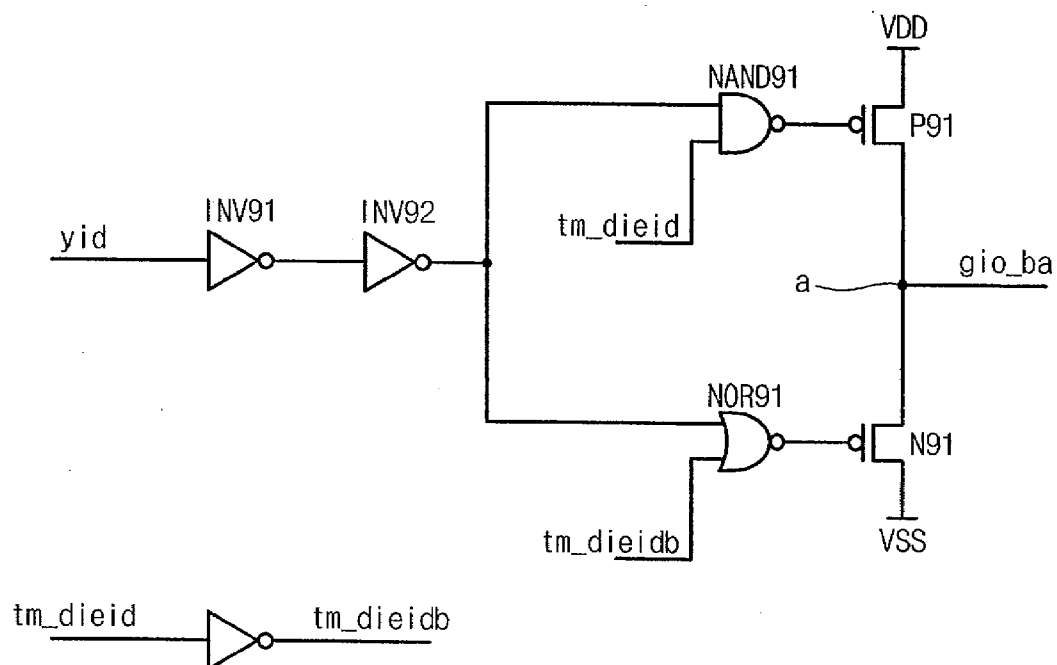 VDD
NAND91
P91
INV91
INV92
tm_dieid
yid
gio_ba
a
NOR91
N91
tm_dieidb
VSS
tm_dieid
tm_dieidb